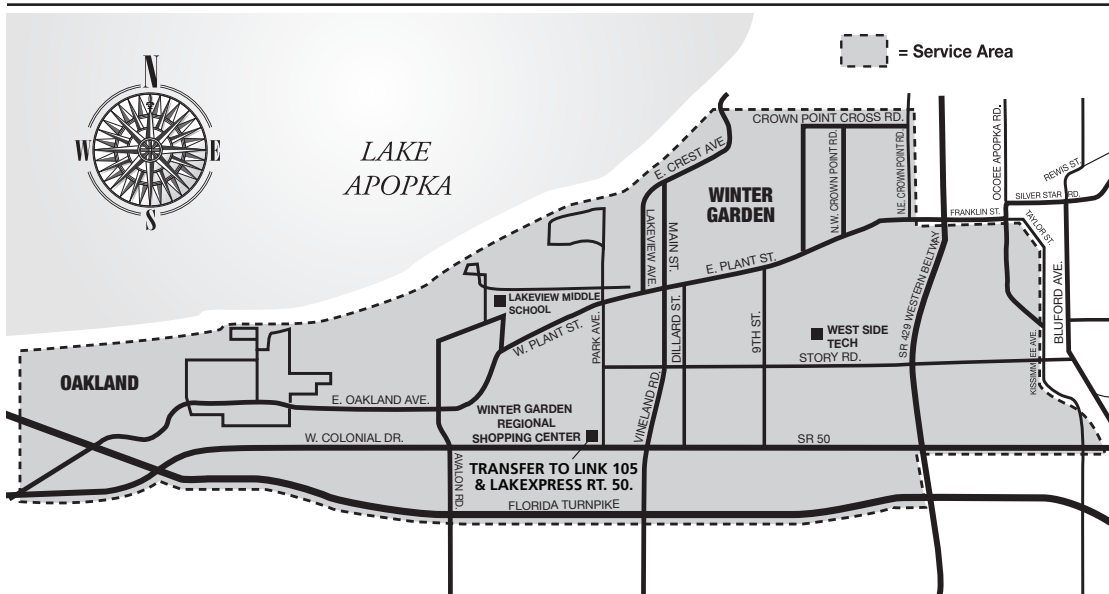 = Service Area
N
W
E
S
LAKE
APOPKA
CROWN POINT CROSS RD.
E. CREST AVE.
WINTER
GARDEN
N.W. CROWN POINT RD.
N.E. CROWN POINT RD.
OCOEE APOPKA RD.
REWIS ST.
SILVER STAR RD.
FRANKLIN ST.
TAYLOR ST.
LAKEVIEW AVE.
MAIN ST.
E. PLANT ST.
SR 429 WESTERN BELTWAY
BLUFORD AVE.
LAKEVIEW MIDDLE
SCHOOL
W. PLANT ST.
PARK AVE.
DILLARD ST.
9TH ST.
WEST SIDE
TECH
STORY RD.
KISSIMMEE AVE.
OAKLAND
E. OAKLAND AVE.
WINTER GARDEN
REGIONAL
SHOPPING CENTER
VINELAND RD.
W. COLONIAL DR.
SR 50
AVALON RD.
TRANSFER TO LINK 105
& LAKEXPRESS RT. 50.
FLORIDA TURNPIKE